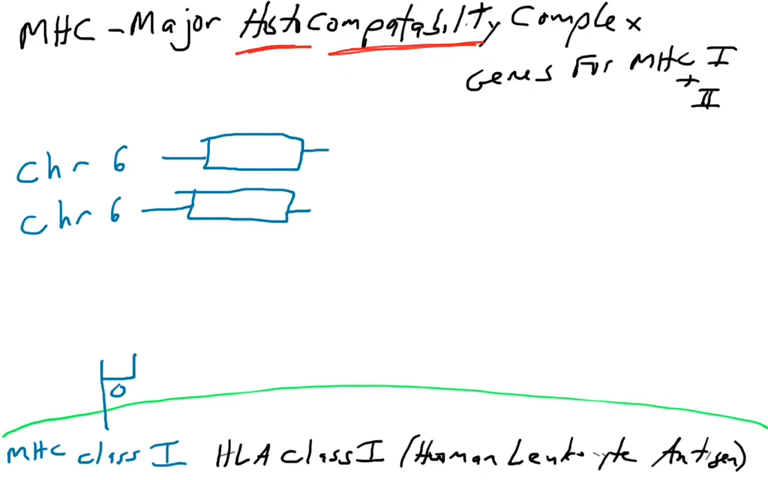 MHC - Major Histocompatability Complex
Genes For MHC I
+
II
Chr 6
Chr 6
MHC class I HLA class I (Human Leukocyte Antigen)